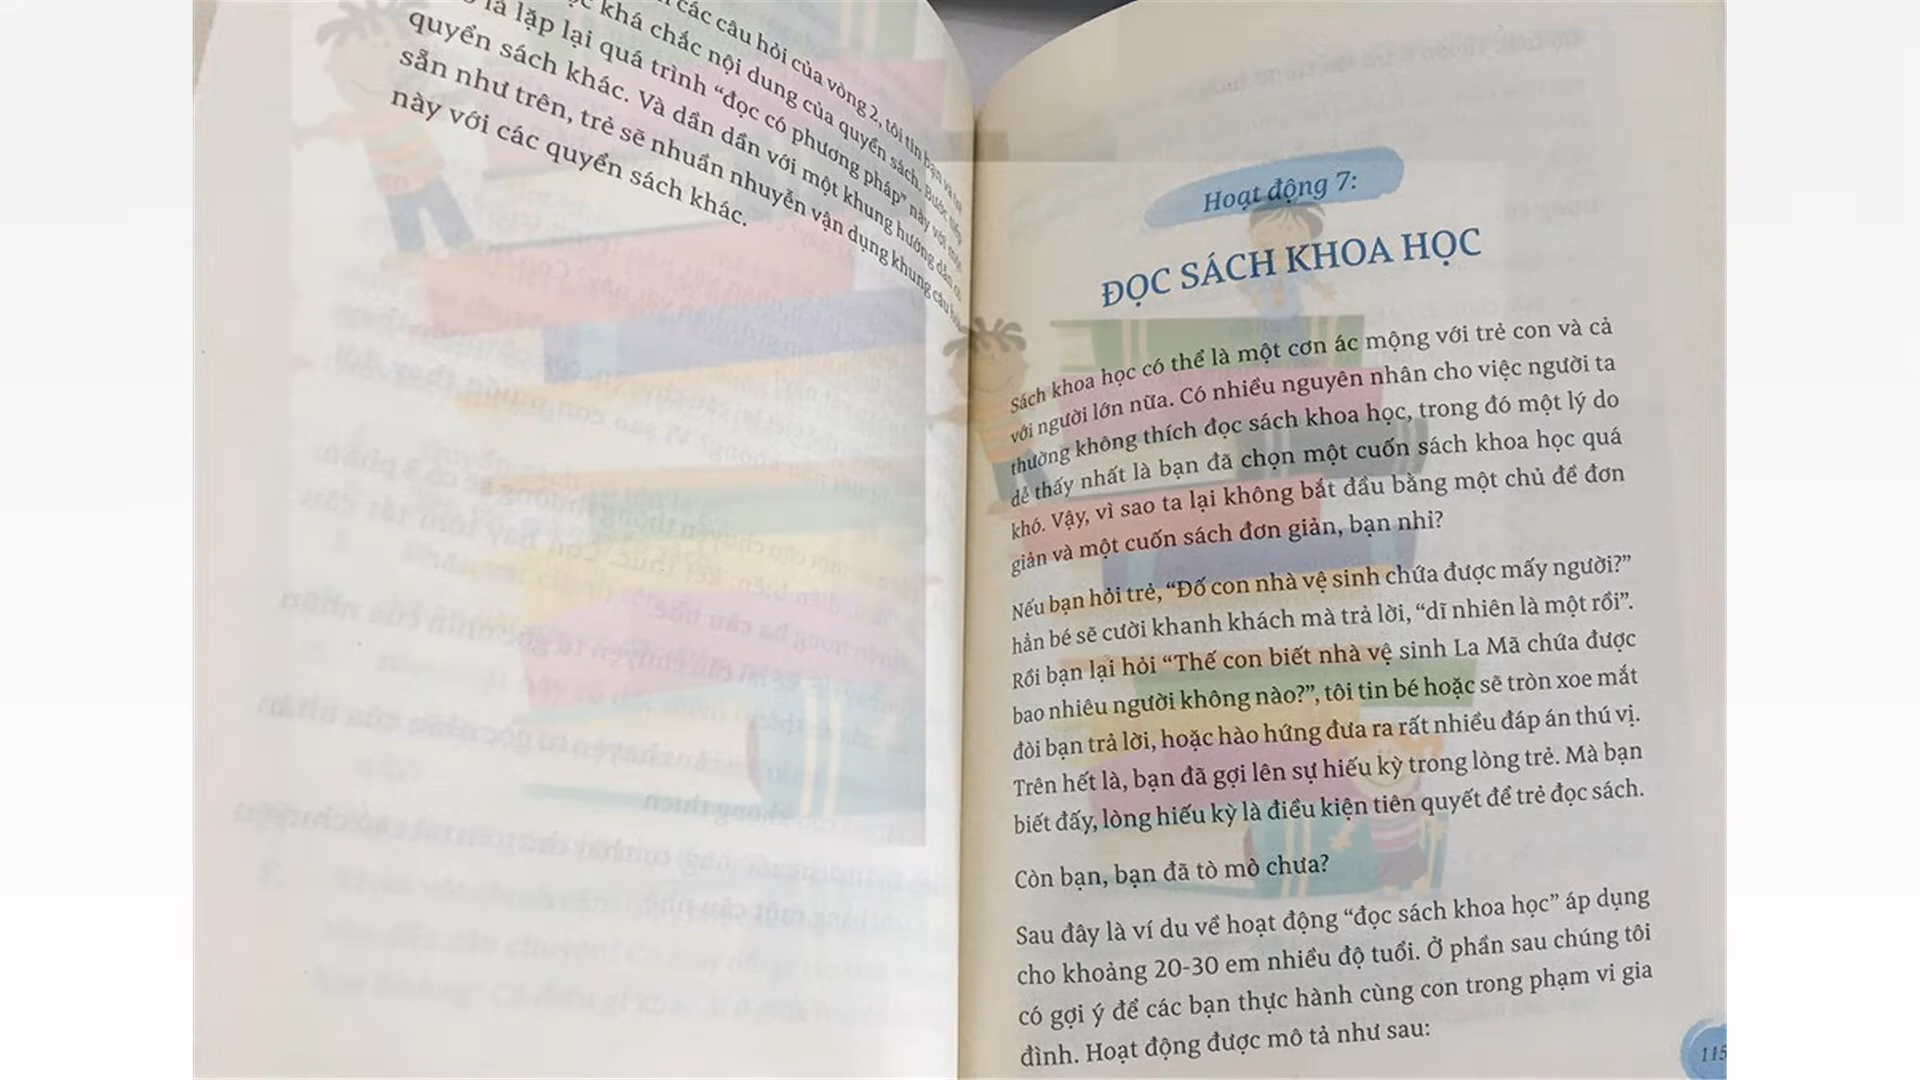 các câu hỏi của vòng 2, tôi tin bạn và
khá chắc nội dung của quyển sách. Bước tiếp
là lặp lại quá trình “đọc có phương pháp” này với một
quyển sách khác. Và dần dần với một khung hướng dẫn có
sẵn như trên, trẻ sẽ nhuần nhuyễn vận dụng khung câu hỏi
này với các quyển sách khác.
Hoạt động 7:
ĐỌC SÁCH KHOA HỌC
Sách khoa học có thể là một cơn ác mộng với trẻ con và cả
với người lớn nữa. Có nhiều nguyên nhân cho việc người ta
thường không thích đọc sách khoa học, trong đó một lý do
dễ thấy nhất là bạn đã chọn một cuốn sách khoa học quá
khó. Vậy, vì sao ta lại không bắt đầu bằng một chủ đề đơn
giản và một cuốn sách đơn giản, bạn nhỉ?
Nếu bạn hỏi trẻ, “Đố con nhà vệ sinh chứa được mấy người?”
hẳn bé sẽ cười khanh khách mà trả lời, “dĩ nhiên là một rồi”.
Rồi bạn lại hỏi “Thế con biết nhà vệ sinh La Mã chứa được
bao nhiêu người không nào?”, tôi tin bé hoặc sẽ tròn xoe mắt
đòi bạn trả lời, hoặc hào hứng đưa ra rất nhiều đáp án thú vị.
Trên hết là, bạn đã gợi lên sự hiếu kỳ trong lòng trẻ. Mà bạn
biết đấy, lòng hiếu kỳ là điều kiện tiên quyết để trẻ đọc sách.
Còn bạn, bạn đã tò mò chưa?
Sau đây là ví du về hoạt động “đọc sách khoa học” áp dụng
cho khoảng 20-30 em nhiều độ tuổi. Ở phần sau chúng tôi
có gợi ý để các bạn thực hành cùng con trong phạm vi gia
đình. Hoạt động được mô tả như sau:
115